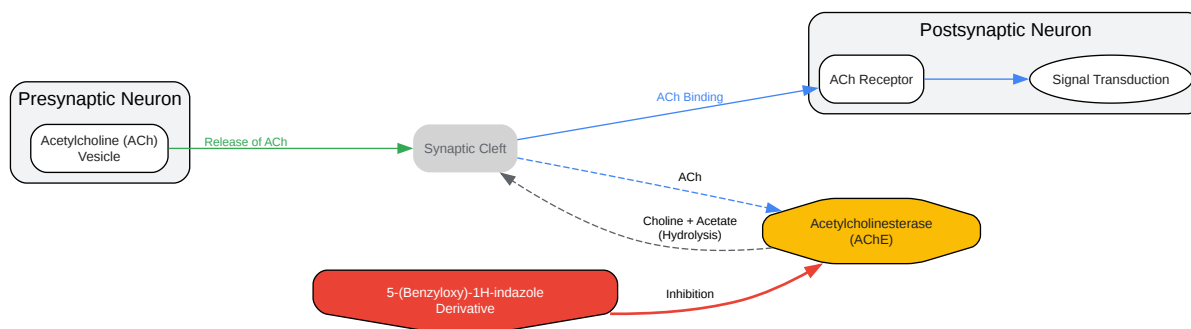 Postsynaptic Neuron
ACh Receptor
Signal Transduction
Presynaptic Neuron
Acetylcholine (ACh)
Vesicle
Release of ACh
Synaptic Cleft
ACh Binding
ACh
Choline + Acetate
(Hydrolysis)
Acetylcholinesterase
(AChE)
5-(Benzyloxy)-1H-indazole
Derivative
Inhibition